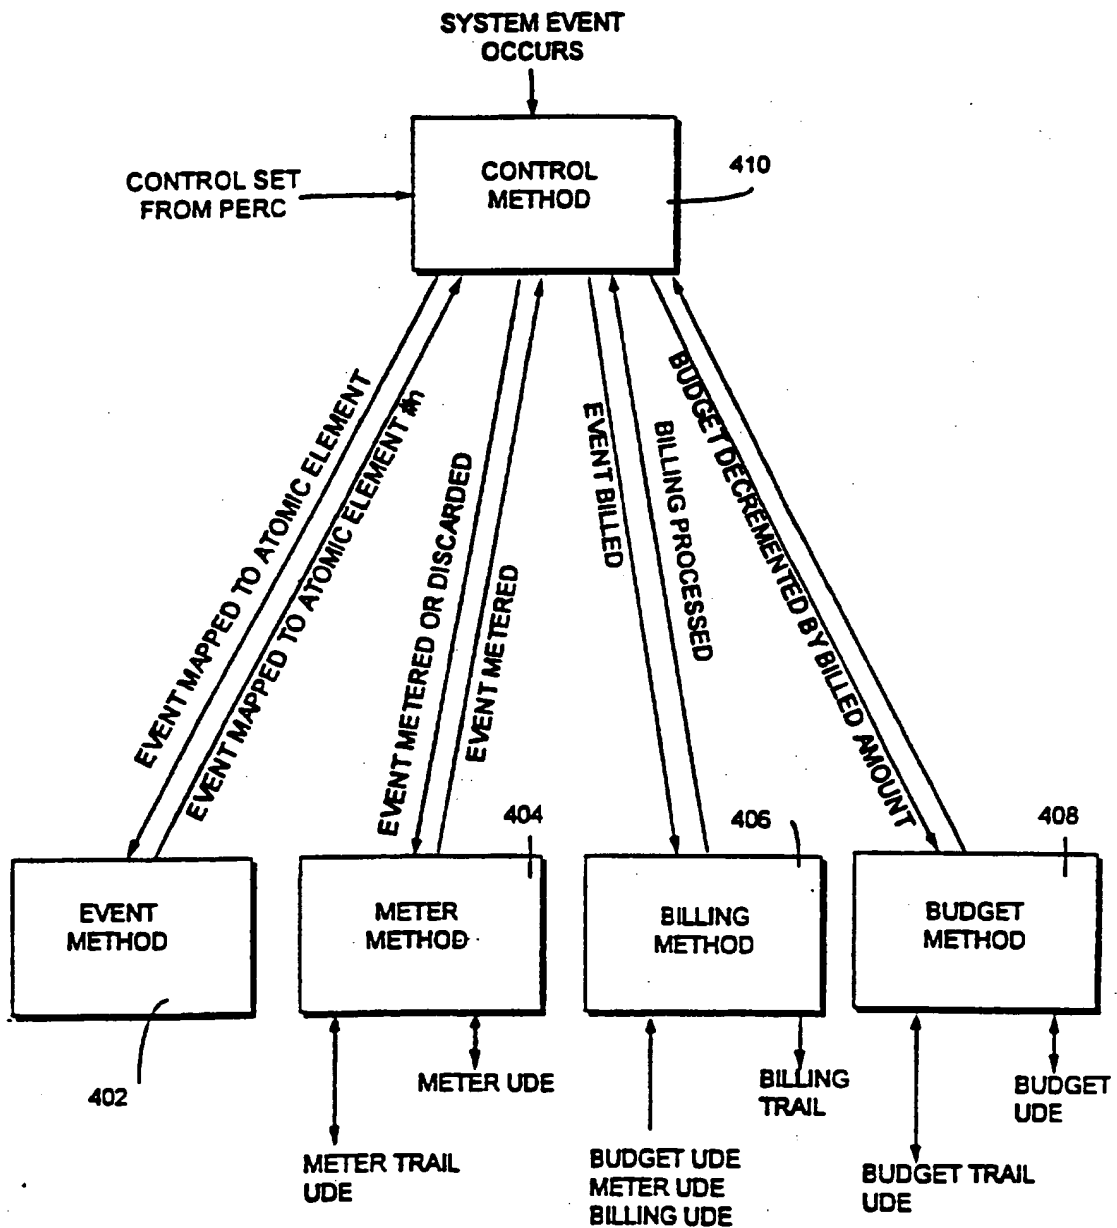 SYSTEM EVENT
OCCURS
CONTROL
METHOD
410
CONTROL SET
FROM PERC
EVENT MAPPED TO ATOMIC ELEMENT
EVENT MAPPED TO ATOMIC ELEMENT #n
EVENT METERED OR DISCARDED
EVENT METERED
EVENT BILLED
BILLING PROCESSED
BUDGET DECREMENTED BY BILLED AMOUNT
404
406
408
EVENT
METHOD
METER
METHOD
BILLING
METHOD
BUDGET
METHOD
402
METER UDE
BILLING
TRAIL
BUDGET
UDE
METER TRAIL
UDE
BUDGET UDE
METER UDE
BILLING UDE
BUDGET TRAIL
UDE